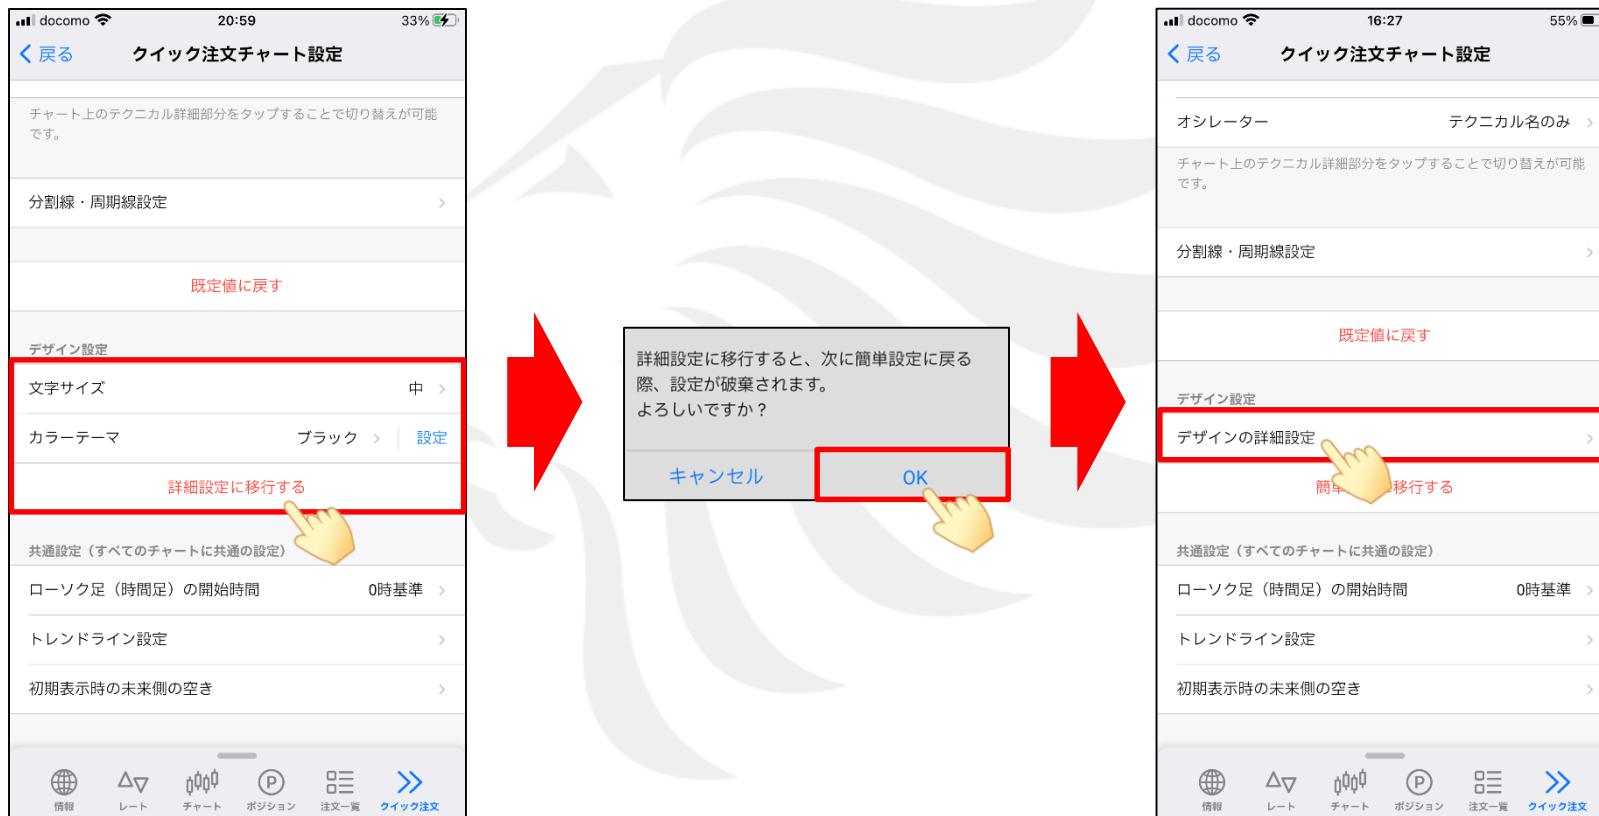 docomo 20:59 33%
戻る クイック注文チャート設定
チャート上のテクニカル詳細部分をタップすることで切り替えが可能
です。
分割線・周期線設定
既定値に戻す
デザイン設定
文字サイズ 中
カラーテーマ ブラック 設定
詳細設定に移行する
共通設定（すべてのチャートに共通の設定）
ローソク足（時間足）の開始時間 0時基準
トレンドライン設定
初期表示時の未来側の空き
情報 レート チャート ポジション 注文一覧 クイック注文
詳細設定に移行すると、次に簡単設定に戻る
際、設定が破棄されます。
よろしいですか？
キャンセル OK
docomo 16:27 55%
戻る クイック注文チャート設定
オシレーター テクニカル名のみ
チャート上のテクニカル詳細部分をタップすることで切り替えが可能
です。
分割線・周期線設定
既定値に戻す
デザイン設定
デザインの詳細設定
簡 移行する
共通設定（すべてのチャートに共通の設定）
ローソク足（時間足）の開始時間 0時基準
トレンドライン設定
初期表示時の未来側の空き
情報 レート チャート ポジション 注文一覧 クイック注文